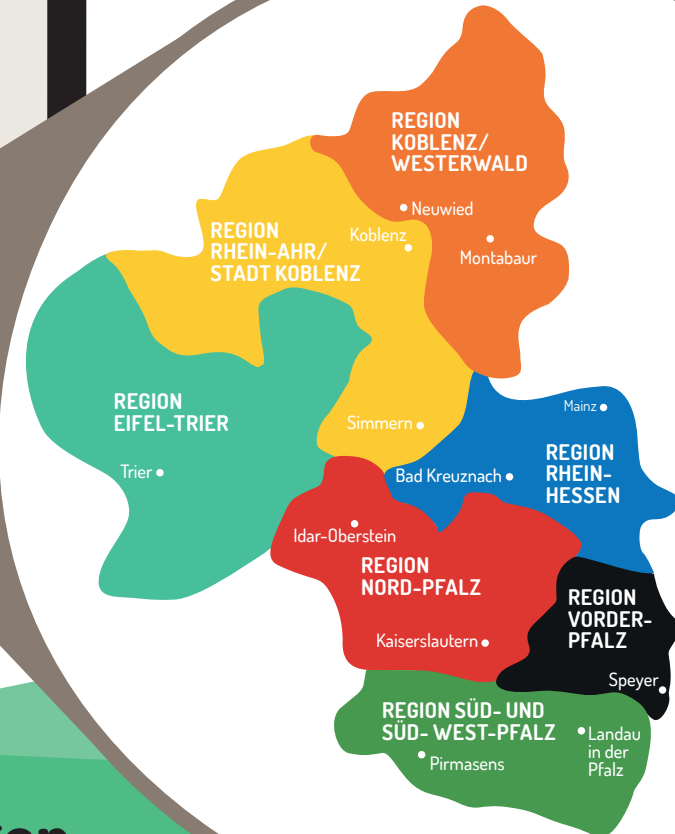 REGION
KOBLENZ/
WESTERWALD
Neuwied
Montabaur
REGION
RHEIN-AHR/
STADT KOBLENZ
Koblenz
Simmern
REGION
EIFEL-TRIER
Trier
Mainz
REGION
RHEIN-
HESSEN
Bad Kreuznach
Idar-Oberstein
REGION
NORD-PFALZ
Kaiserslautern
REGION
VORDER-
PFALZ
Speyer
REGION SÜD- UND
SÜD- WEST-PFALZ
Landau
in der
Pfalz
Pirmasens